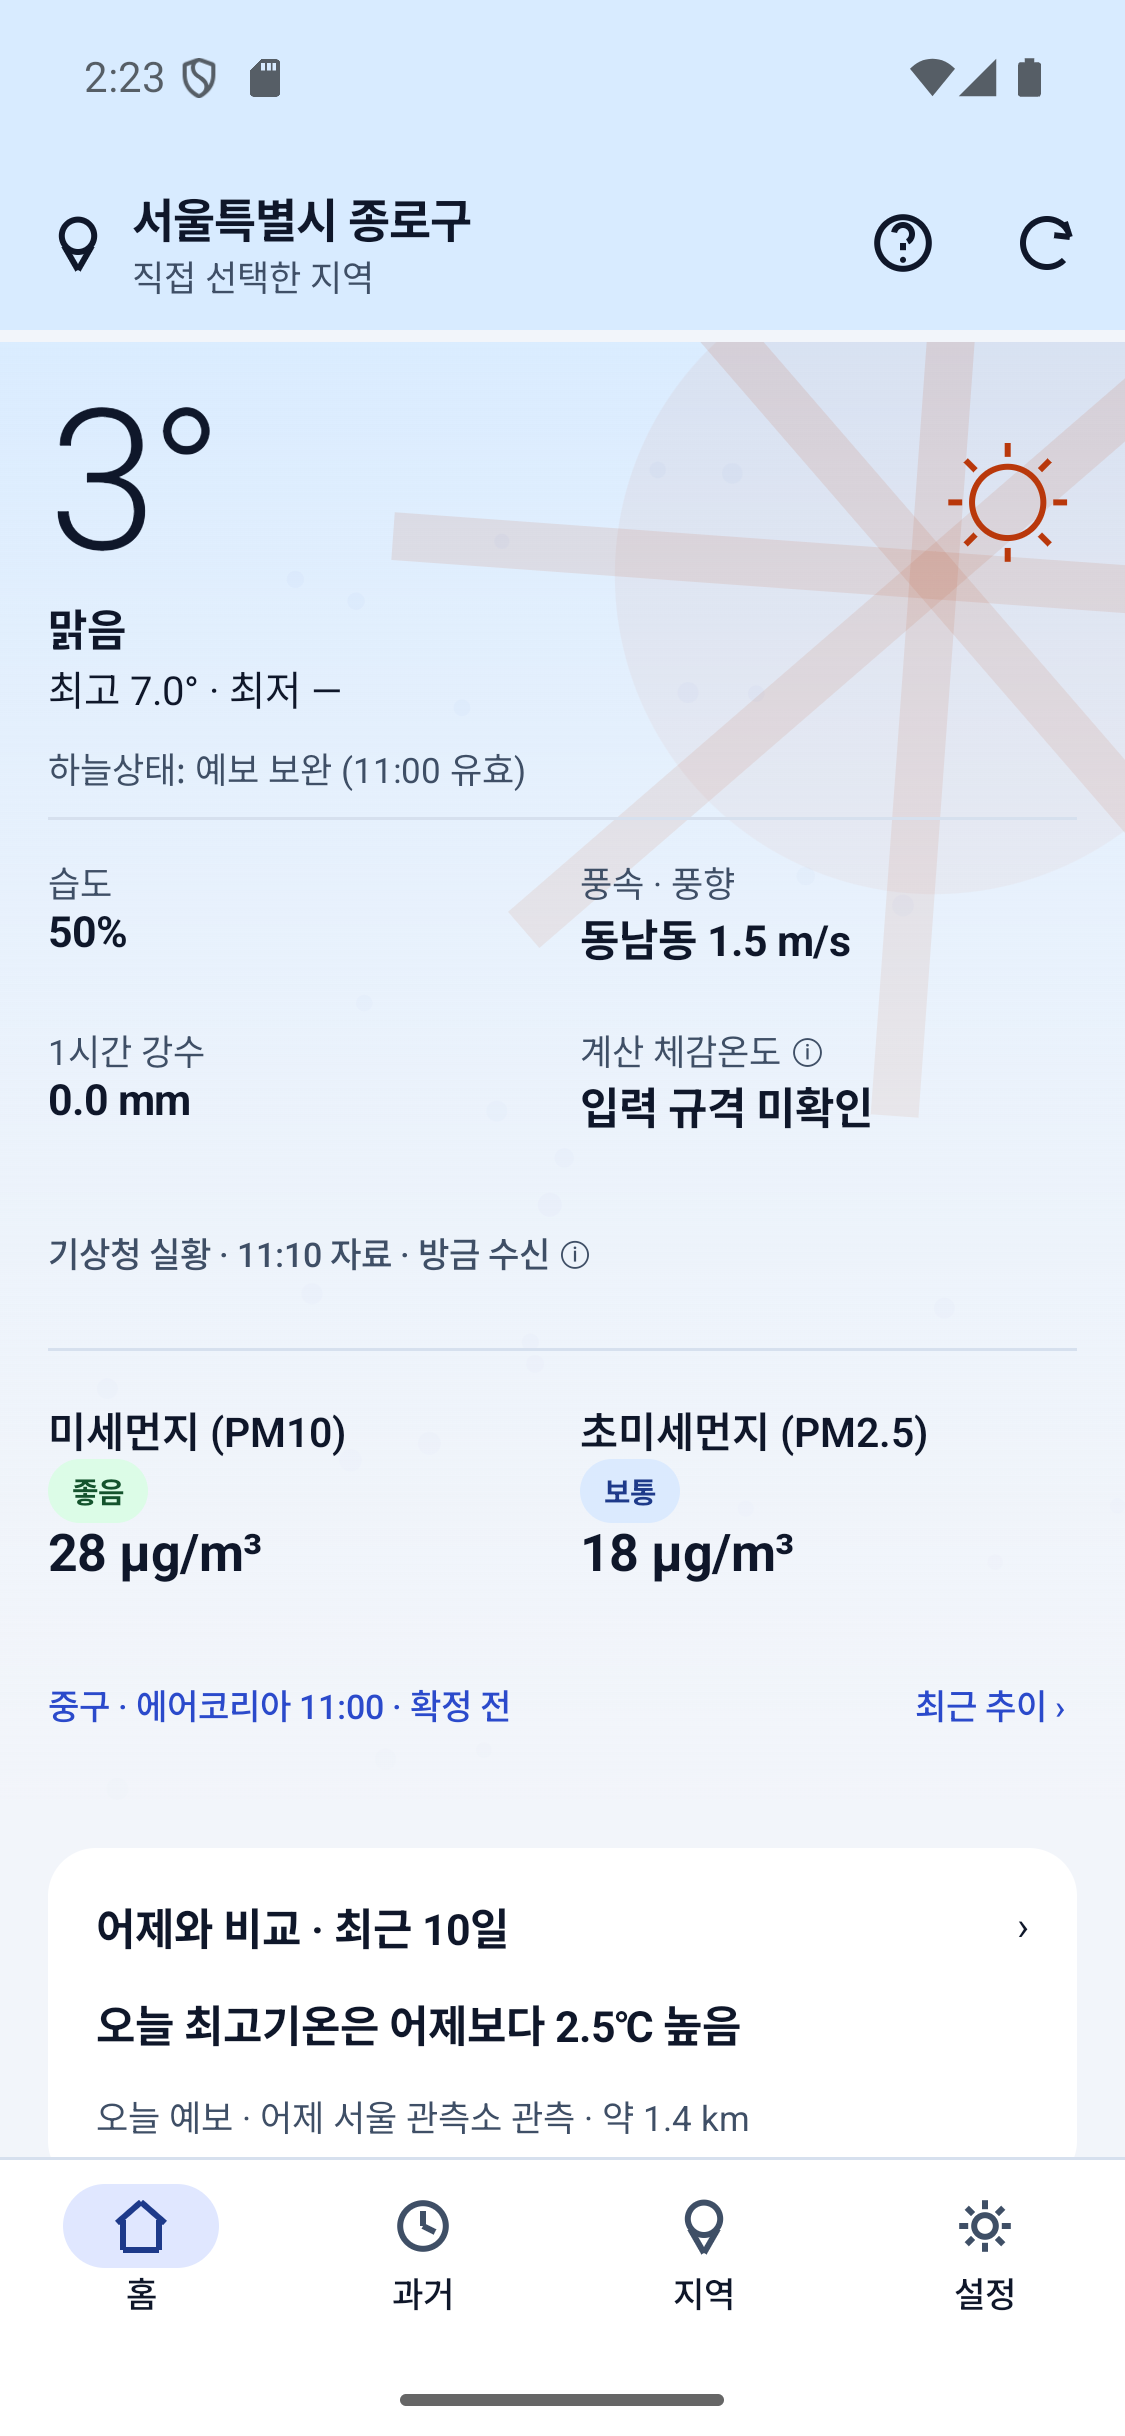 2:23
서울특별시 종로구
직접 선택한 지역
3°
맑음
최고 7.0° · 최저 —
하늘상태: 예보 보완 (11:00 유효)
습도
50%
풍속 · 풍향
동남동 1.5 m/s
1시간 강수
0.0 mm
계산 체감온도 ⓘ
입력 규격 미확인
기상청 실황 · 11:10 자료 · 방금 수신 ⓘ
미세먼지 (PM10)
좋음
28 µg/m³
초미세먼지 (PM2.5)
보통
18 µg/m³
중구 · 에어코리아 11:00 · 확정 전
최근 추이 ›
어제와 비교 · 최근 10일 ›
오늘 최고기온은 어제보다 2.5℃ 높음
오늘 예보 · 어제 서울 관측소 관측 · 약 1.4 km
홈
과거
지역
설정